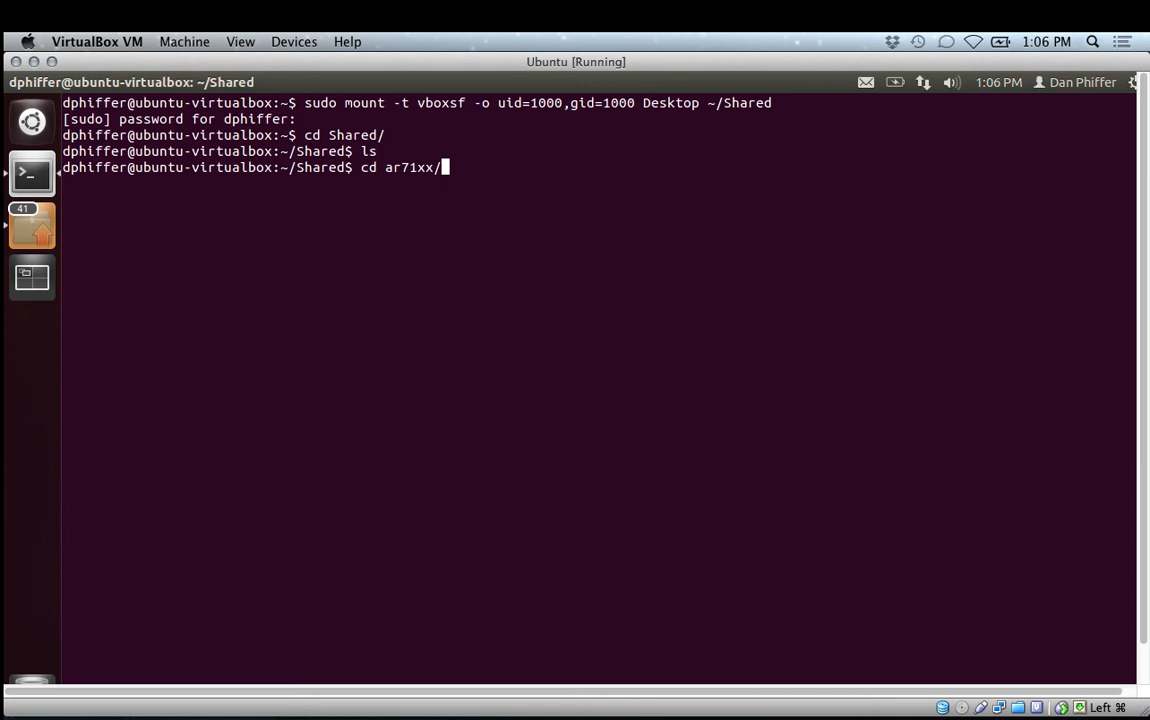 VirtualBox VM Machine View Devices Help 1:06 PM
Ubuntu [Running]
dphiffer@ubuntu-virtualbox: ~/Shared 1:06 PM Dan Phiffer
dphiffer@ubuntu-virtualbox:~$ sudo mount -t vboxsf -o uid=1000,gid=1000 Desktop ~/Shared
[sudo] password for dphiffer:
dphiffer@ubuntu-virtualbox:~$ cd Shared/
dphiffer@ubuntu-virtualbox:~/Shared$ ls
dphiffer@ubuntu-virtualbox:~/Shared$ cd ar71xx/
41
Left ⌘